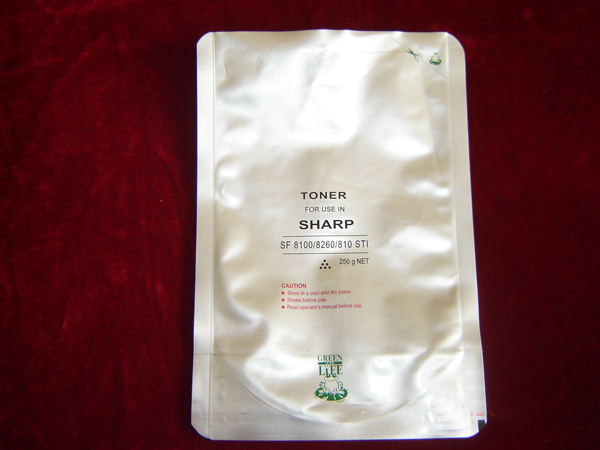 TONER
FOR USE IN
SHARP
SF 8100/8260/810 STI
250 g NET
CAUTION
Store in a cool and dry place.
Shake before use.
Read operator's manual before use.
GREEN
LIFE